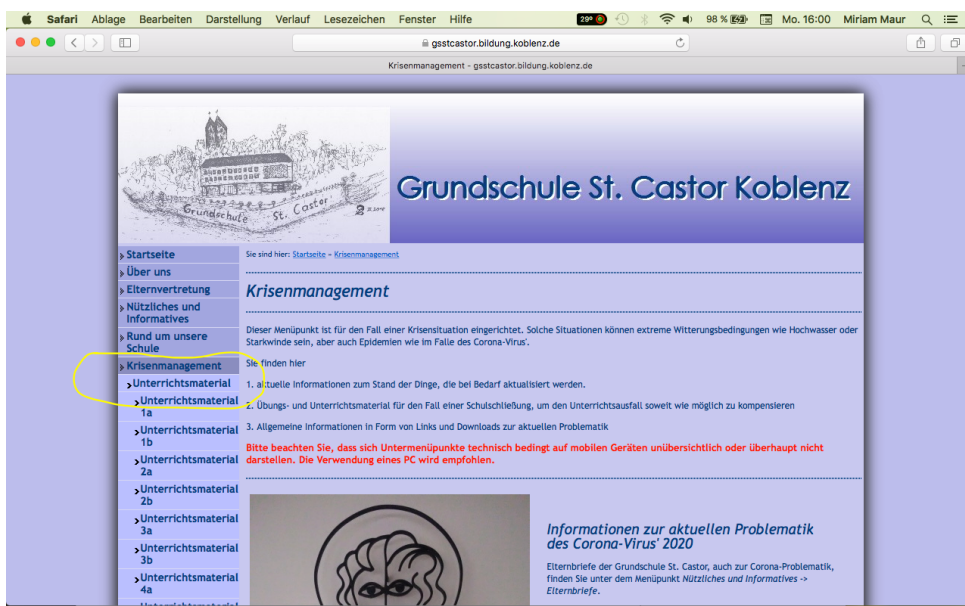 Safari Ablage Bearbeiten Darstellung Verlauf Lesezeichen Fenster Hilfe 29° 98 % Mo. 16:00 Miriam Maur
gsstcastor.bildung.koblenz.de
Krisenmanagement - gsstcastor.bildung.koblenz.de
Grundschule St. Castor
Grundschule St. Castor Koblenz
Startseite
Über uns
Elternvertretung
Nützliches und
Informatives
Rund um unsere
Schule
Krisenmanagement
Unterrichtsmaterial
Unterrichtsmaterial
1a
Unterrichtsmaterial
1b
Unterrichtsmaterial
2a
Unterrichtsmaterial
2b
Unterrichtsmaterial
3a
Unterrichtsmaterial
3b
Unterrichtsmaterial
4a
Unterrichtsmaterial
Sie sind hier: Startseite » Krisenmanagement
Krisenmanagement
Dieser Menüpunkt ist für den Fall einer Krisensituation eingerichtet. Solche Situationen können extreme Witterungsbedingungen wie Hochwasser oder
Starkwinde sein, aber auch Epidemien wie im Falle des Corona-Virus'.
Sie finden hier
1. aktuelle Informationen zum Stand der Dinge, die bei Bedarf aktualisiert werden.
2. Übungs- und Unterrichtsmaterial für den Fall einer Schulschließung, um den Unterrichtsausfall soweit wie möglich zu kompensieren
3. Allgemeine Informationen in Form von Links und Downloads zur aktuellen Problematik
Bitte beachten Sie, dass sich Untermenüpunkte technisch bedingt auf mobilen Geräten unübersichtlich oder überhaupt nicht
darstellen. Die Verwendung eines PC wird empfohlen.
Informationen zur aktuellen Problematik
des Corona-Virus' 2020
Elternbriefe der Grundschule St. Castor, auch zur Corona-Problematik,
finden Sie unter dem Menüpunkt Nützliches und Informatives ->
Elternbriefe.